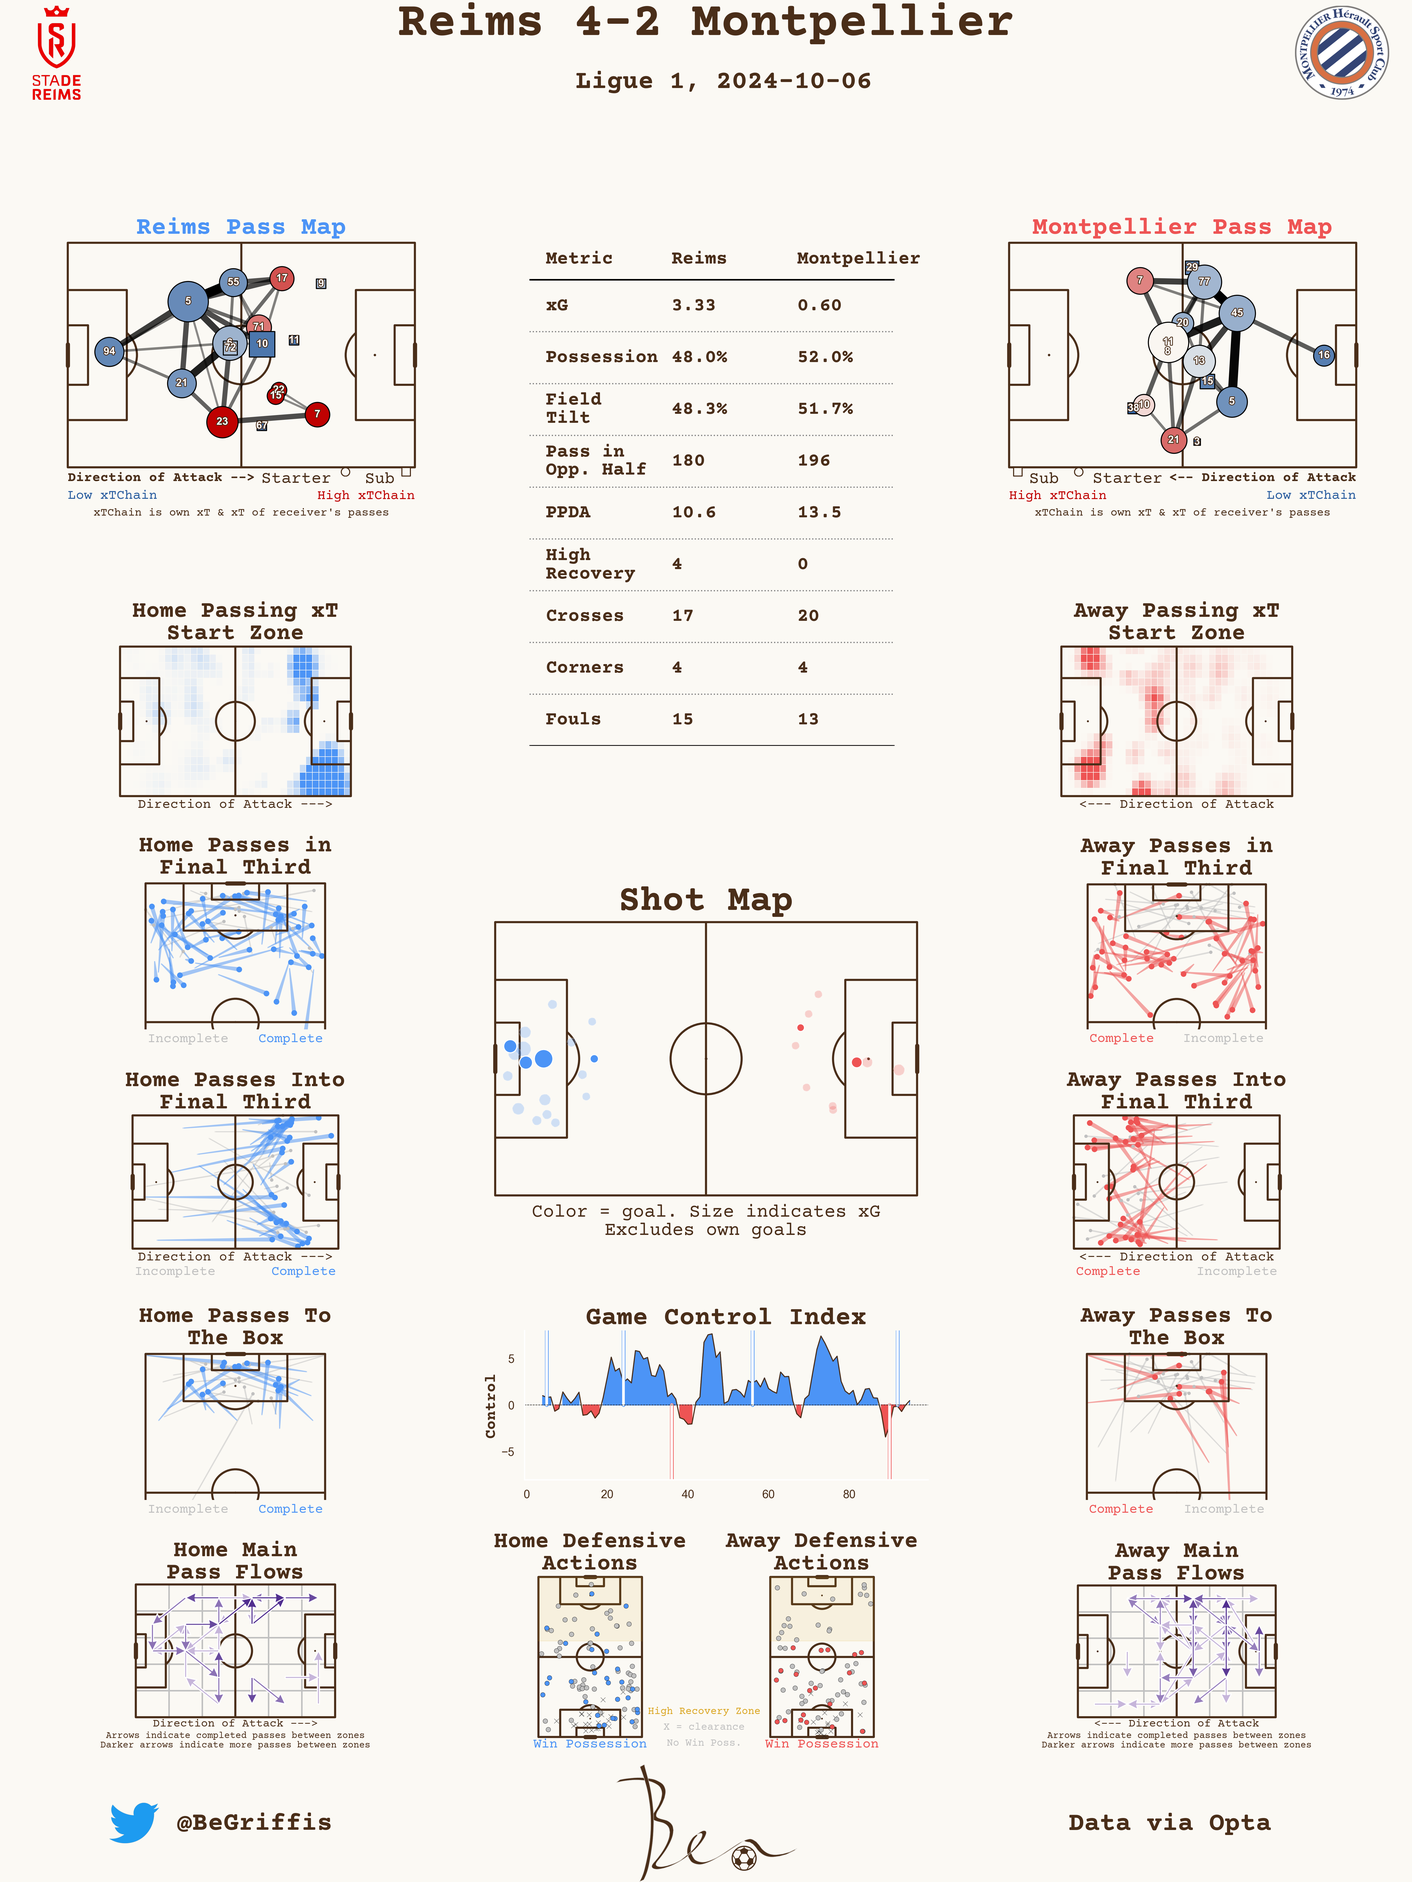 Reims 4-2 Montpellier
Ligue 1, 2024-10-06
STADE
REIMS
MONTPELLIER Hérault Sport Club
1974
Reims Pass Map
94
5
55
17
9
71
72
10
11
21
22
15
23
7
67
Direction of Attack --> Starter Sub
Low xTChain High xTChain
xTChain is own xT & xT of receiver's passes
Metric Reims Montpellier
xG 3.33 0.60
Possession 48.0% 52.0%
Field
Tilt 48.3% 51.7%
Pass in
Opp. Half 180 196
PPDA 10.6 13.5
High
Recovery 4 0
Crosses 17 20
Corners 4 4
Fouls 15 13
Montpellier Pass Map
7
29
77
45
20
11
8
13
16
15
38
10
5
21
3
Sub Starter <-- Direction of Attack
High xTChain Low xTChain
xTChain is own xT & xT of receiver's passes
Home Passing xT
Start Zone
Direction of Attack --->
Away Passing xT
Start Zone
<--- Direction of Attack
Home Passes in
Final Third
Incomplete Complete
Away Passes in
Final Third
Complete Incomplete
Shot Map
Color = goal. Size indicates xG
Excludes own goals
Home Passes Into
Final Third
Direction of Attack --->
Incomplete Complete
Away Passes Into
Final Third
<--- Direction of Attack
Complete Incomplete
Home Passes To
The Box
Incomplete Complete
Game Control Index
Control
5
0
−5
0 20 40 60 80
Away Passes To
The Box
Complete Incomplete
Home Main
Pass Flows
Direction of Attack --->
Arrows indicate completed passes between zones
Darker arrows indicate more passes between zones
Home Defensive
Actions
Win Possession
Away Defensive
Actions
Win Possession
High Recovery Zone
X = clearance
No Win Poss.
Away Main
Pass Flows
<--- Direction of Attack
Arrows indicate completed passes between zones
Darker arrows indicate more passes between zones
@BeGriffis
Ben
Data via Opta